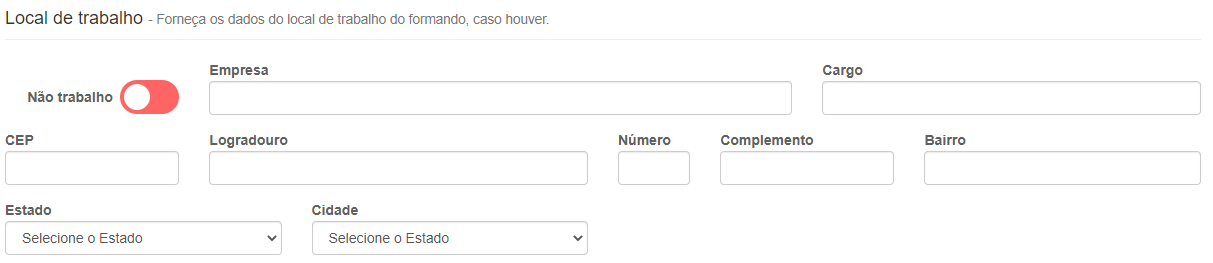 Local de trabalho - Forneça os dados do local de trabalho do formando, caso houver.
Não trabalho
Empresa
Cargo
CEP
Logradouro
Número
Complemento
Bairro
Estado
Cidade
Selecione o Estado
Selecione o Estado